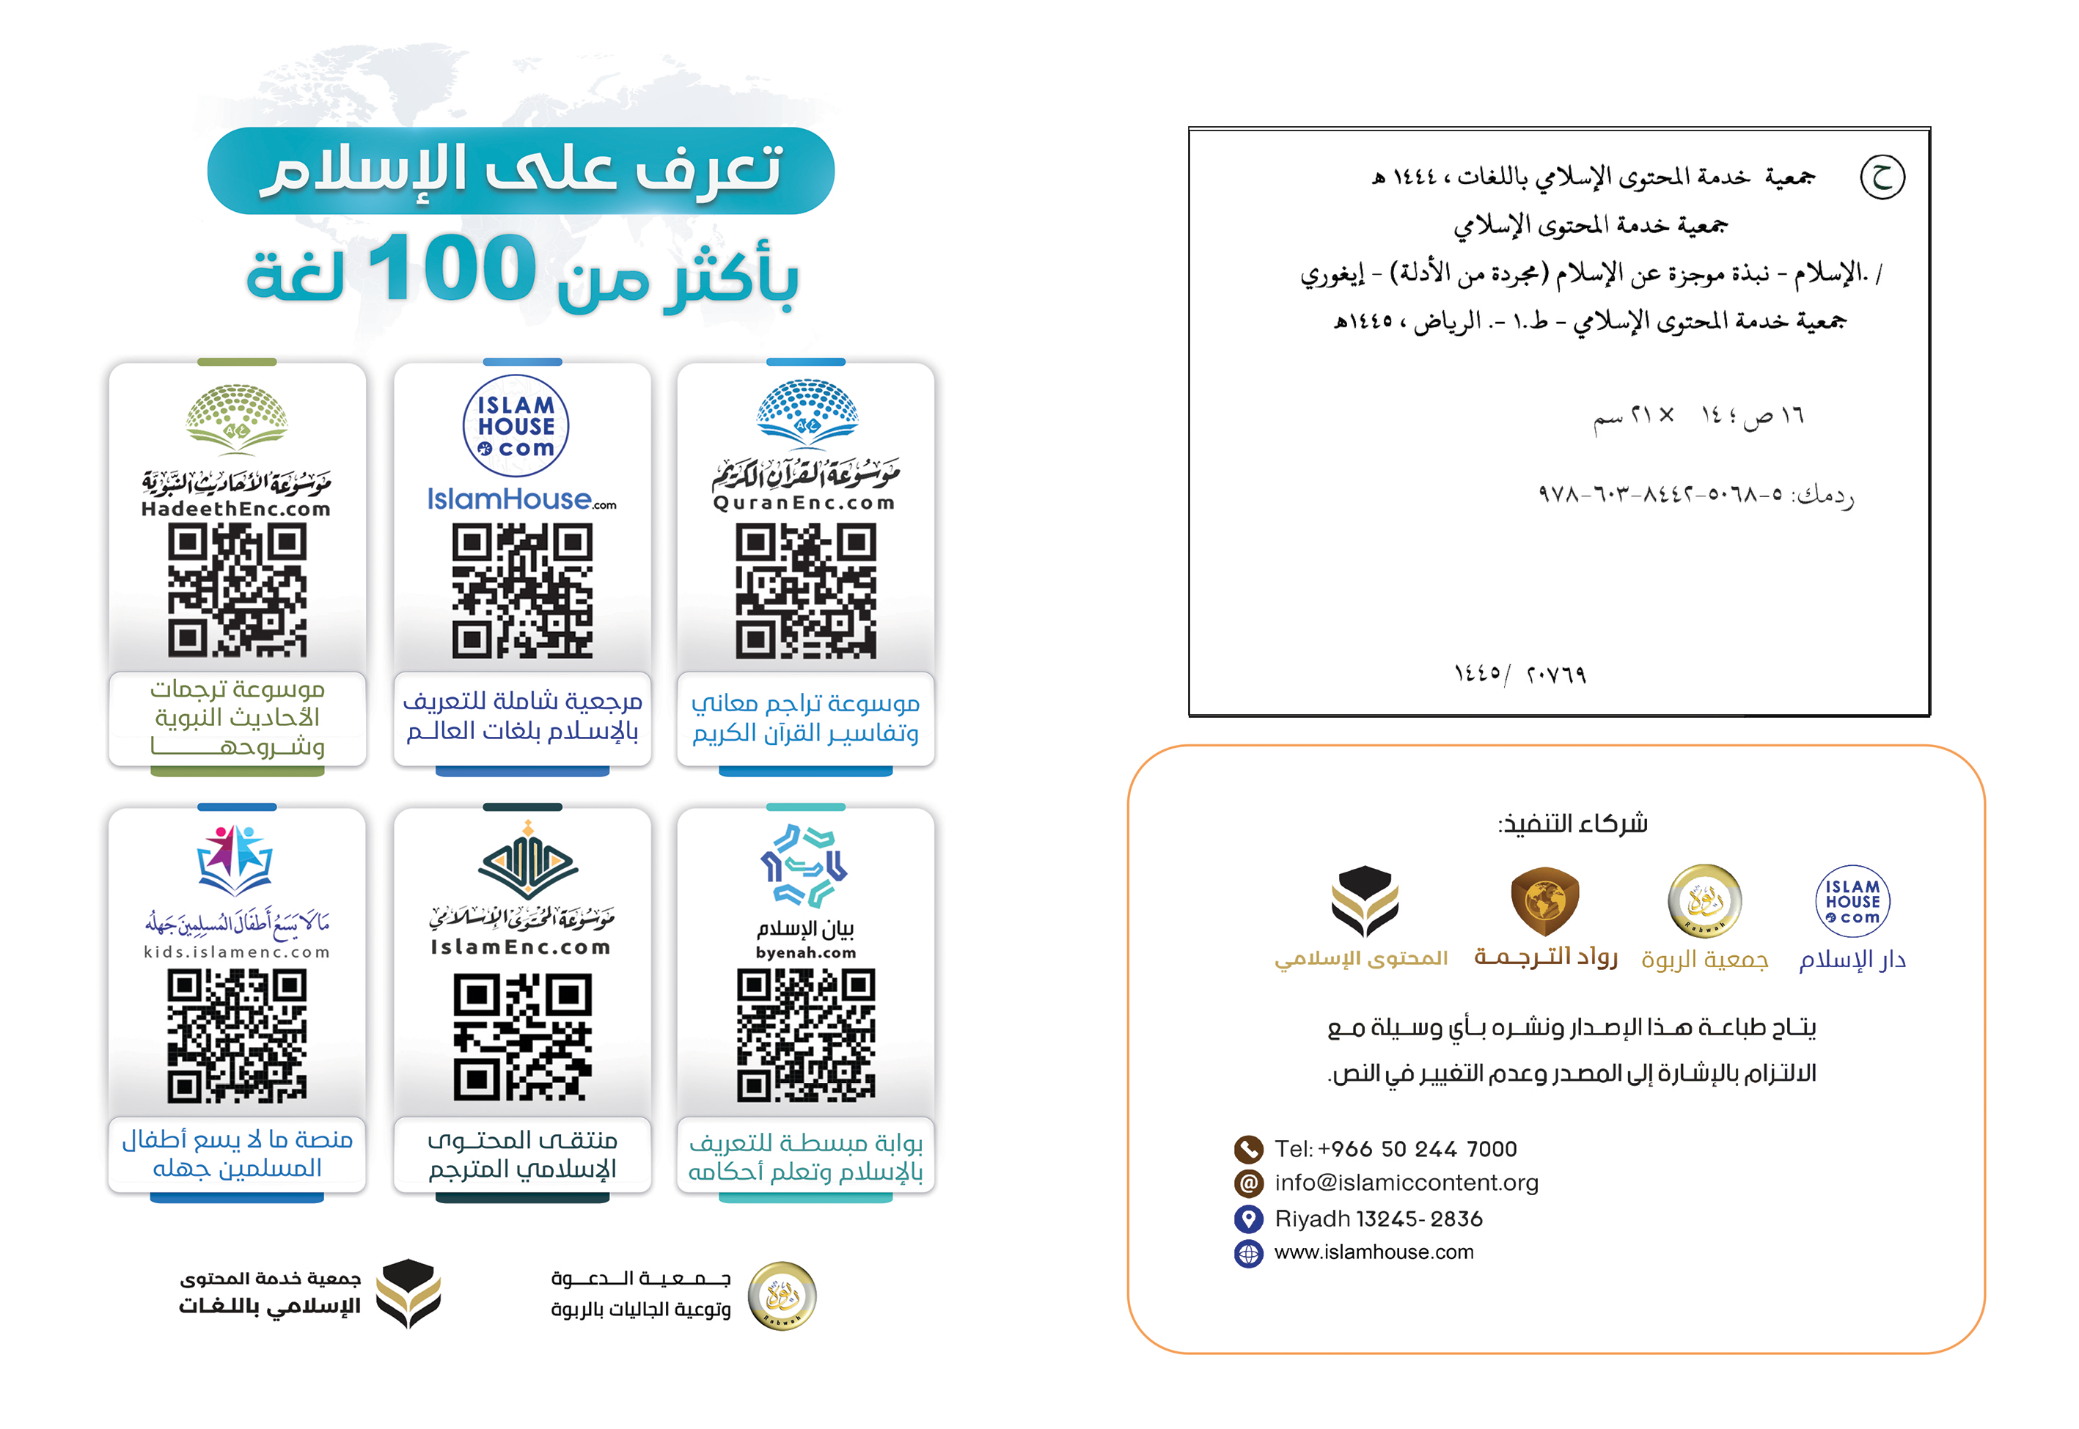 تعرف على الإسلام
بأكثر من 100 لغة
موسوعة القرآن الكريم
QuranEnc.com
موسوعة تراجم معاني
وتفاسير القرآن الكريم
ISLAM
HOUSE
com
IslamHouse.com
مرجعية شاملة للتعريف
بالإسلام بلغات العالم
موسوعة الأحاديث النبوية
HadeethEnc.com
موسوعة ترجمات
الأحاديث النبوية
وشروحها
بيان الإسلام
byenah.com
بوابة مبسطة للتعريف
بالإسلام وتعلم أحكامه
موسوعة المحتوى الإسلامي
IslamEnc.com
منتقى المحتوى
الإسلامي المترجم
ما لا يسع أطفال المسلمين جهله
kids.islamenc.com
منصة ما لا يسع أطفال
المسلمين جهله
جمعية الدعوة
وتوعية الجاليات بالربوة
Rabwah
جمعية خدمة المحتوى
الإسلامي باللغات
ح
جمعية خدمة المحتوى الإسلامي باللغات ، ١٤٤٤ هـ
جمعية خدمة المحتوى الإسلامي
/ .الإسلام - نبذة موجزة عن الإسلام (مجردة من الأدلة) - إيغوري
جمعية خدمة المحتوى الإسلامي - ط.١ -. الرياض ، ١٤٤٥هـ
١٦ ص ؛ ١٤ × ٢١ سم
ردمك: ٥-٥٠٦٨-٨٤٤٢-٦٠٣-٩٧٨
٢٠٧٦٩ /١٤٤٥
شركاء التنفيذ:
ISLAM
HOUSE
com
دار الإسلام
Rabwah
جمعية الربوة
رواد الترجمة
المحتوى الإسلامي
يتاح طباعة هذا الإصدار ونشره بأي وسيلة مع
الالتزام بالإشارة إلى المصدر وعدم التغيير في النص.
Tel: +966 50 244 7000
info@islamiccontent.org
Riyadh 13245- 2836
www.islamhouse.com